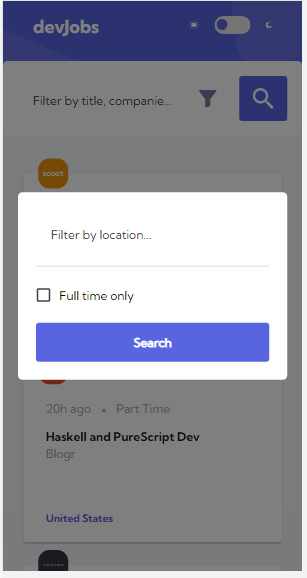 devjobs
Filter by title, companie...
scoot
Filter by location...
Full time only
Search
20h ago • Part Time
Haskell and PureScript Dev
Blogr
United States